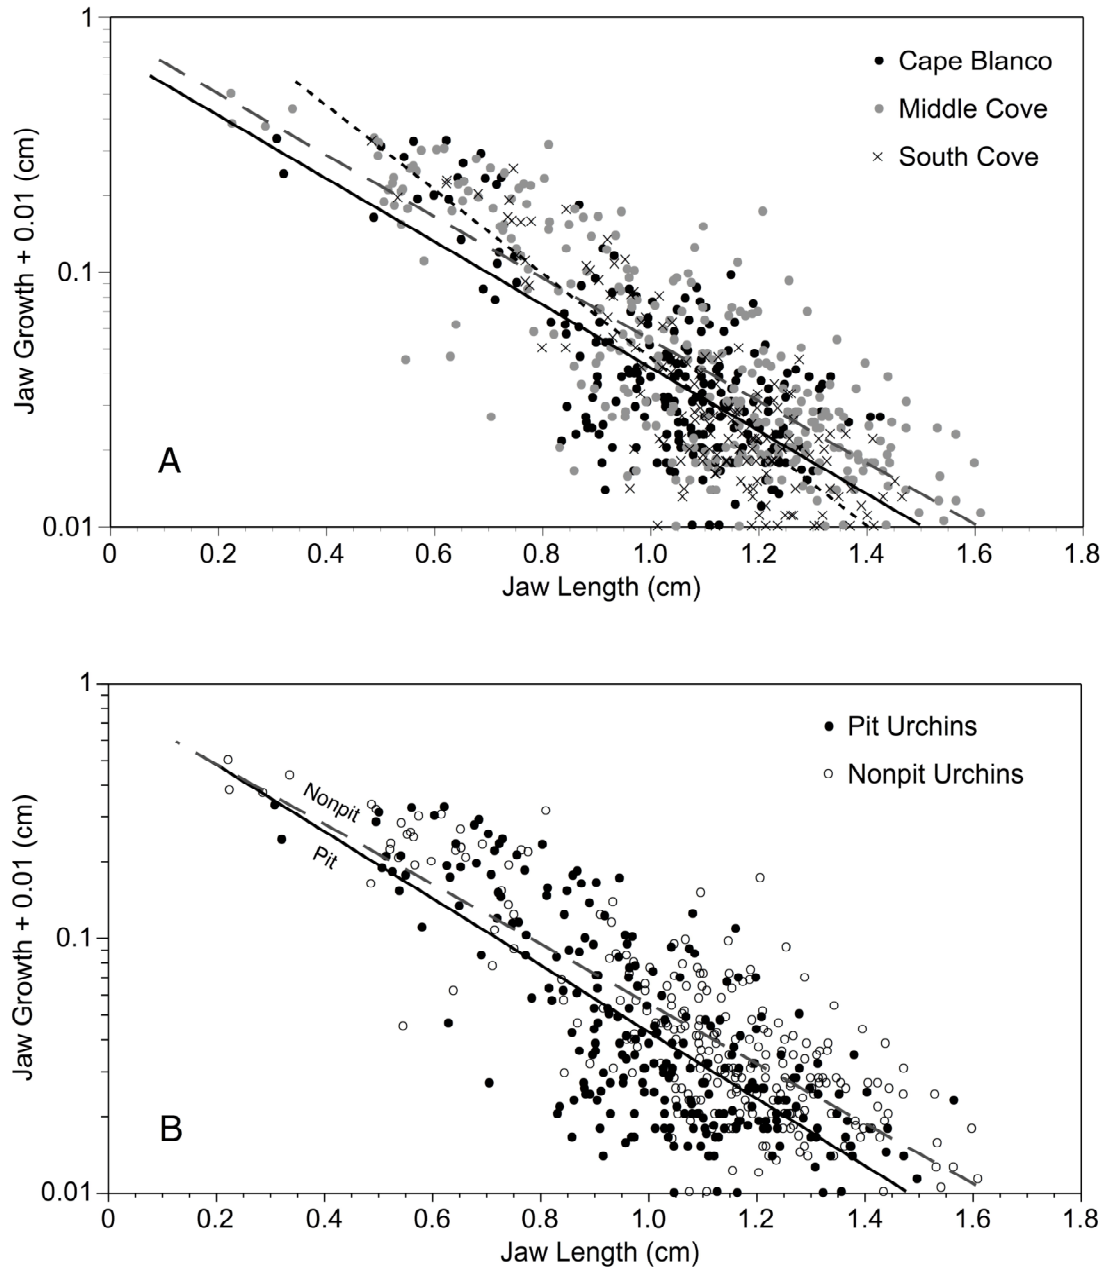 1
Cape Blanco
Middle Cove
South Cove
Jaw Growth + 0.01 (cm)
0.1
A
0.01
0 0.2 0.4 0.6 0.8 1.0 1.2 1.4 1.6 1.8
Jaw Length (cm)
1
Pit Urchins
Nonpit Urchins
Nonpit
Pit
Jaw Growth + 0.01 (cm)
0.1
B
0.01
0 0.2 0.4 0.6 0.8 1.0 1.2 1.4 1.6 1.8
Jaw Length (cm)